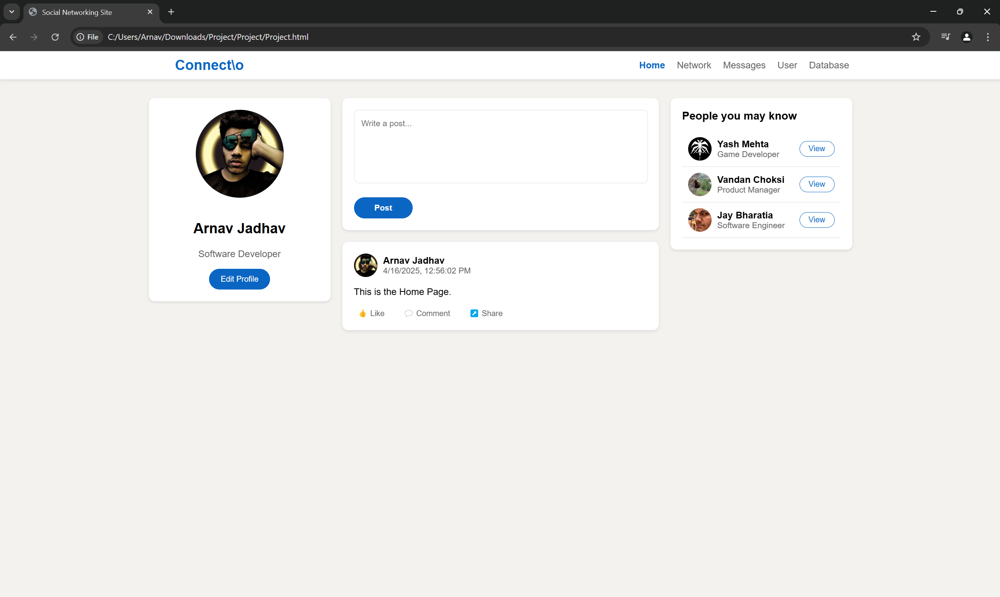 Social Networking Site
File C:/Users/Arnav/Downloads/Project/Project/Project.html
Connect\o
Home Network Messages User Database
Arnav Jadhav
Software Developer
Edit Profile
Write a post...
Post
Arnav Jadhav
4/16/2025, 12:56:02 PM
This is the Home Page.
👍 Like 💬 Comment ↗️ Share
People you may know
Yash Mehta
Game Developer
View
Vandan Choksi
Product Manager
View
Jay Bharatia
Software Engineer
View